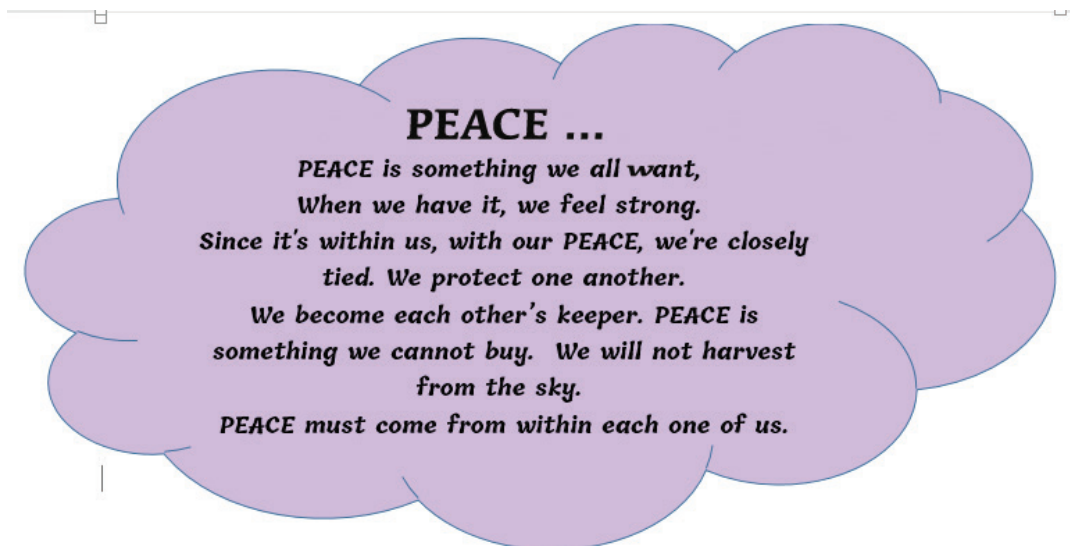 PEACE ...
PEACE is something we all want,
When we have it, we feel strong.
Since it's within us, with our PEACE, we're closely
tied. We protect one another.
We become each other's keeper. PEACE is
something we cannot buy.  We will not harvest
from the sky.
PEACE must come from within each one of us.